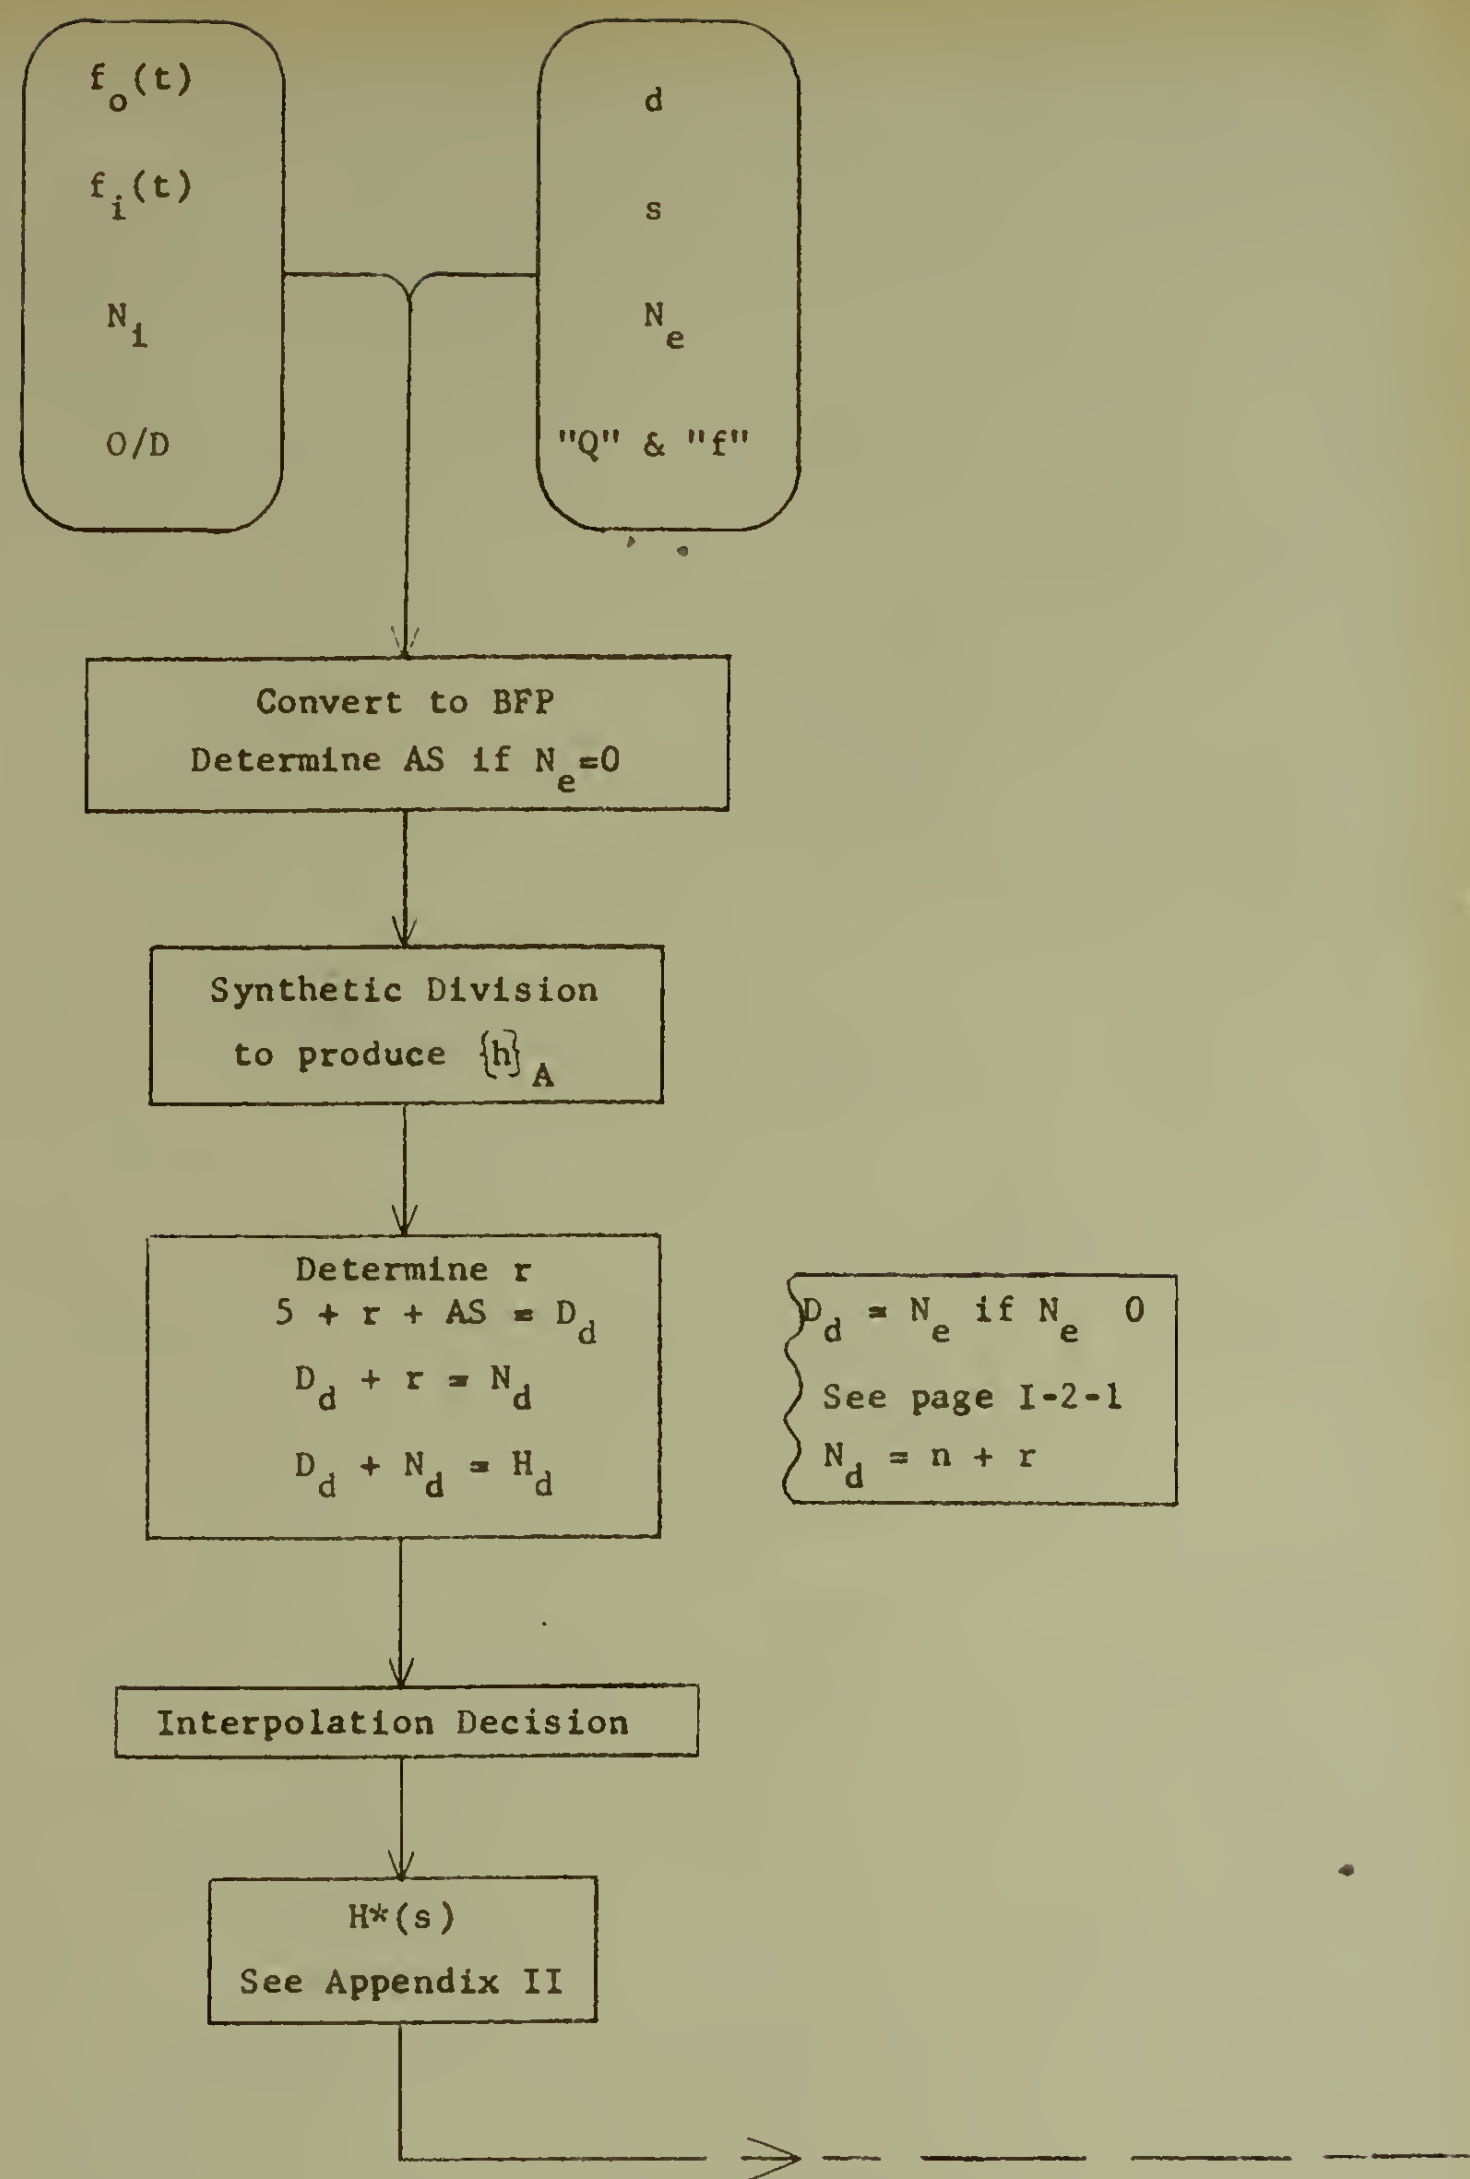 f_o(t)
f_i(t)
N_i
O/D
d
s
N_e
"Q" & "f"
Convert to BFP
Determine AS if N_e=0
Synthetic Division
to produce {h}_A
Determine r
5 + r + AS = D_d
D_d + r = N_d
D_d + N_d = H_d
D_d = N_e if N_e 0
See page I-2-1
N_d = n + r
Interpolation Decision
H*(s)
See Appendix II